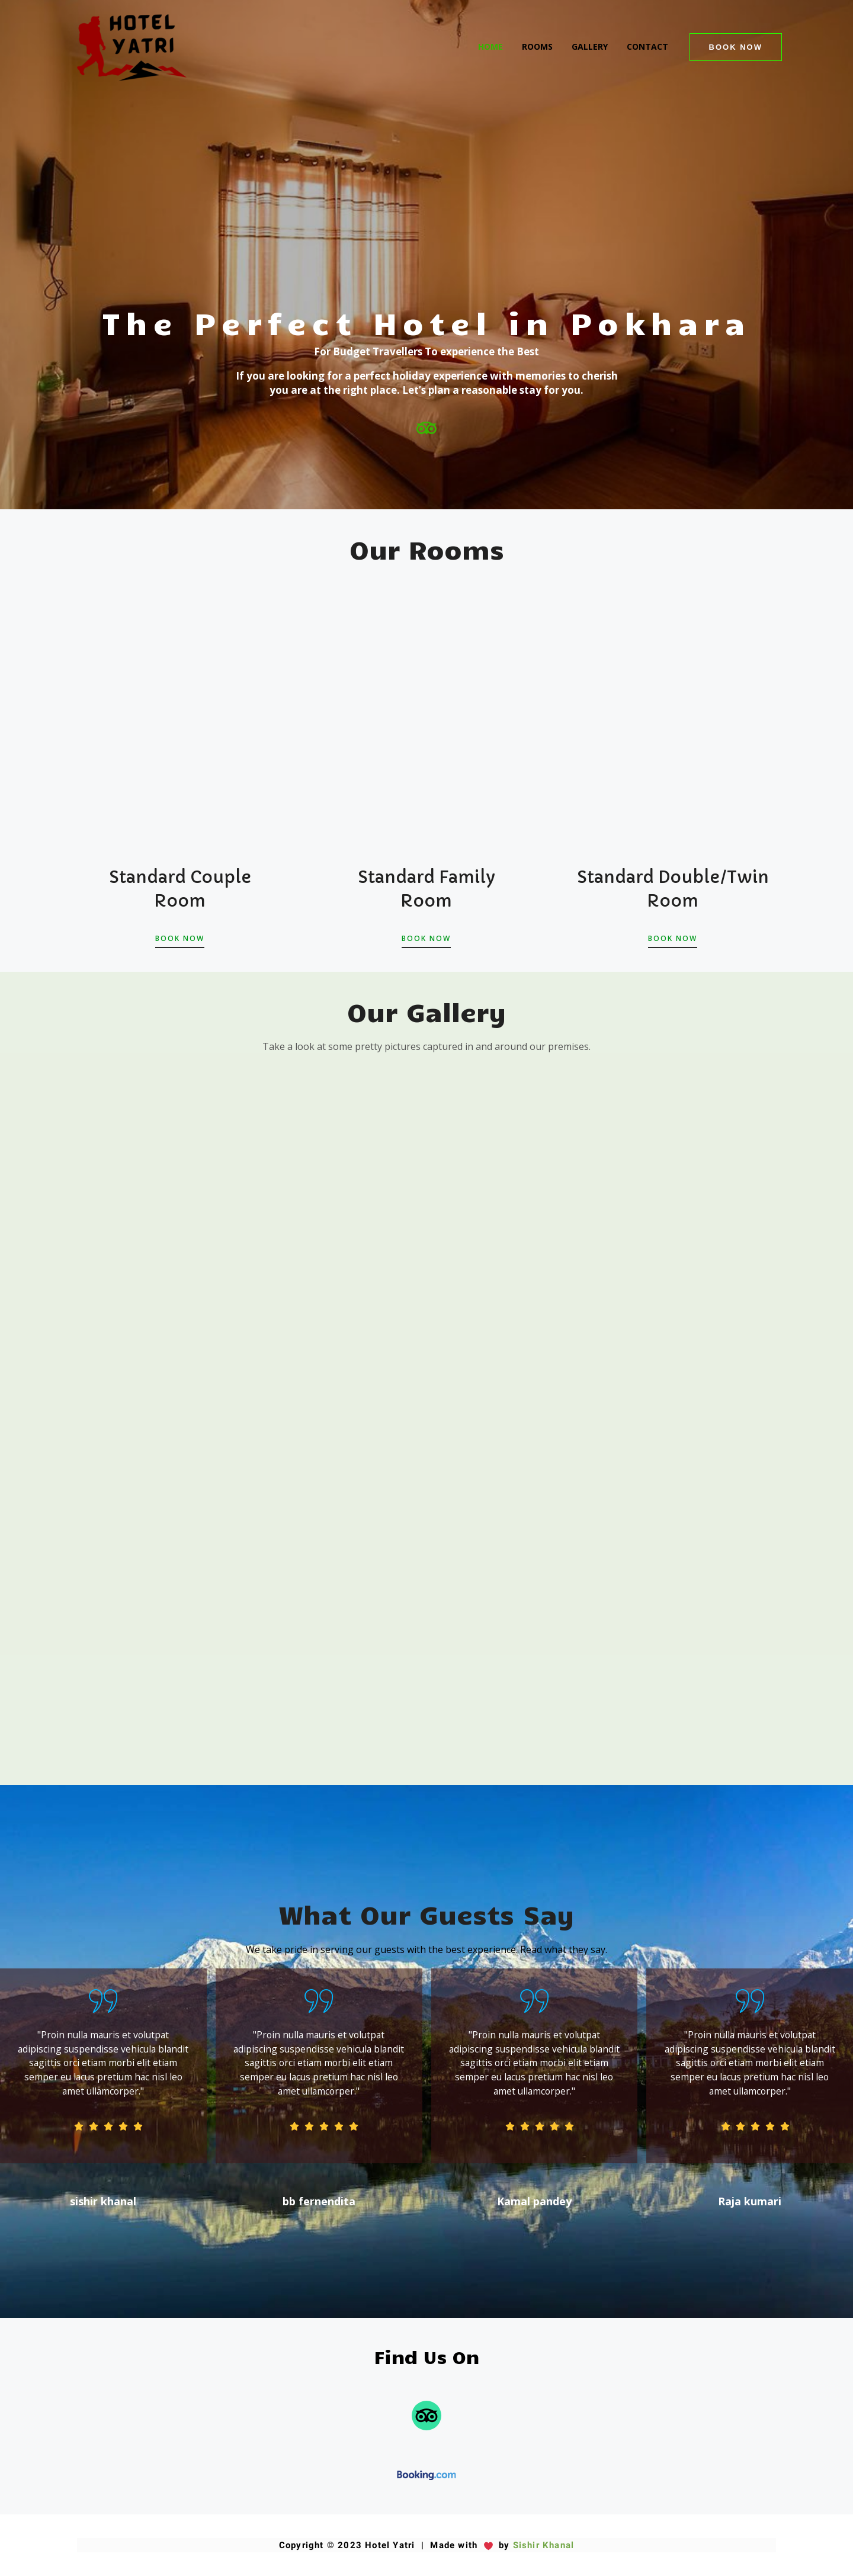 HOTEL
YATRI
HOME ROOMS GALLERY CONTACT BOOK NOW
The Perfect Hotel in Pokhara
For Budget Travellers To experience the Best
If you are looking for a perfect holiday experience with memories to cherish
you are at the right place. Let's plan a reasonable stay for you.
Our Rooms
Standard Couple
Room
BOOK NOW
Standard Family
Room
BOOK NOW
Standard Double/Twin
Room
BOOK NOW
Our Gallery
Take a look at some pretty pictures captured in and around our premises.
What Our Guests Say
We take pride in serving our guests with the best experience. Read what they say.
"Proin nulla mauris et volutpat
adipiscing suspendisse vehicula blandit
sagittis orci etiam morbi elit etiam
semper eu lacus pretium hac nisl leo
amet ullamcorper."
sishir khanal
"Proin nulla mauris et volutpat
adipiscing suspendisse vehicula blandit
sagittis orci etiam morbi elit etiam
semper eu lacus pretium hac nisl leo
amet ullamcorper."
bb fernendita
"Proin nulla mauris et volutpat
adipiscing suspendisse vehicula blandit
sagittis orci etiam morbi elit etiam
semper eu lacus pretium hac nisl leo
amet ullamcorper."
Kamal pandey
"Proin nulla mauris et volutpat
adipiscing suspendisse vehicula blandit
sagittis orci etiam morbi elit etiam
semper eu lacus pretium hac nisl leo
amet ullamcorper."
Raja kumari
Find Us On
Booking.com
Copyright © 2023 Hotel Yatri | Made with ❤ by Sishir Khanal